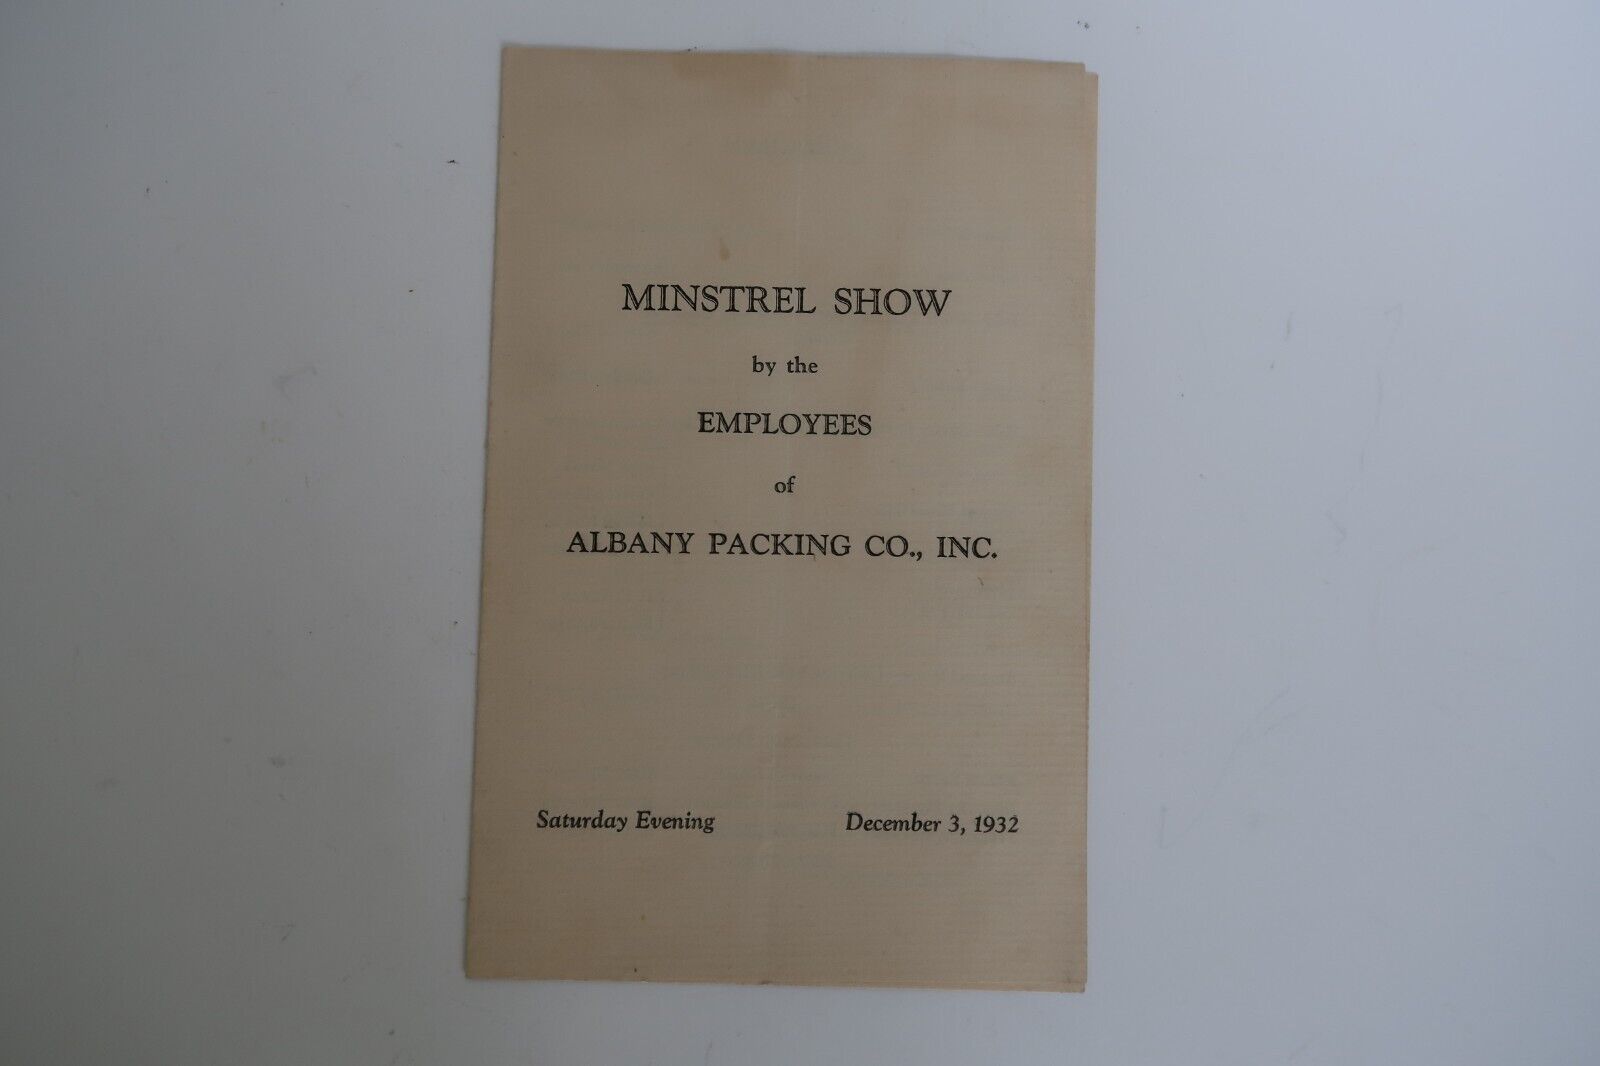 MINSTREL SHOW
by the
EMPLOYEES
of
ALBANY PACKING CO., INC.
Saturday Evening December 3, 1932